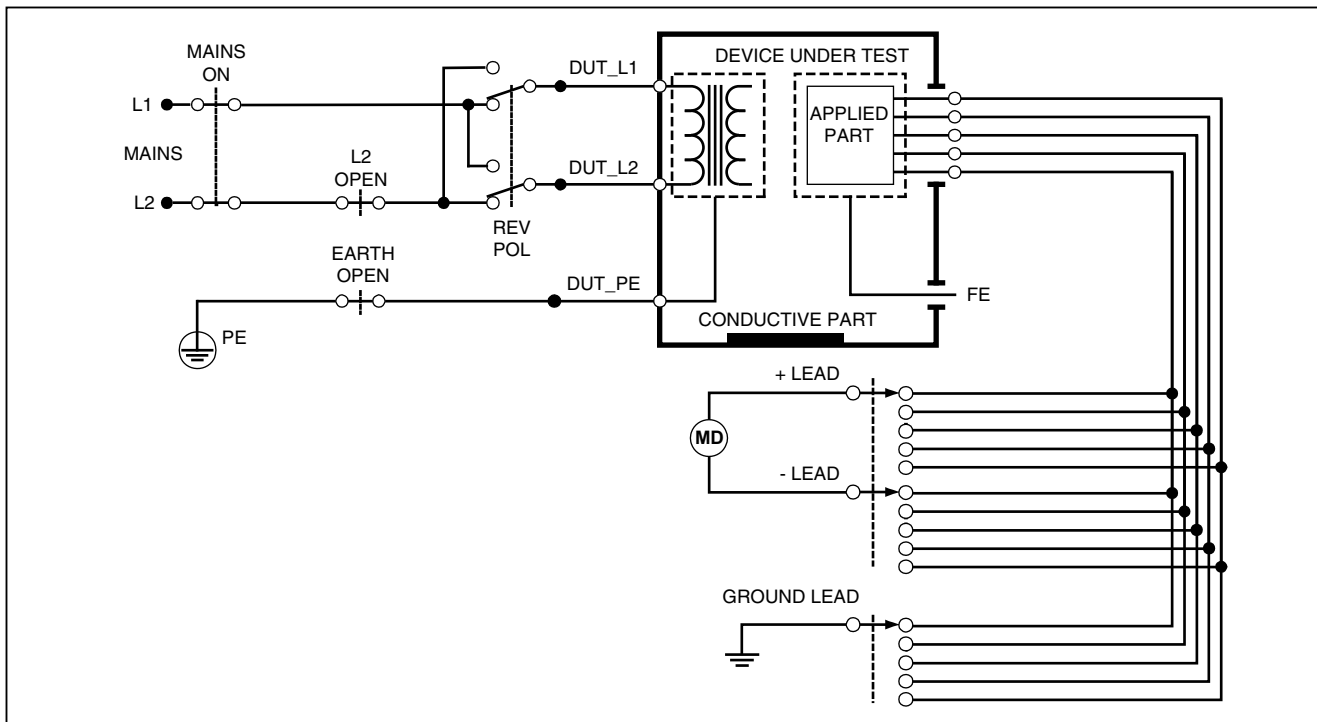 MAINS
ON
DUT_L1
DEVICE UNDER TEST
L1
APPLIED
PART
MAINS
L2
OPEN
DUT_L2
L2
REV
POL
EARTH
OPEN
DUT_PE
FE
PE
CONDUCTIVE PART
+ LEAD
MD
- LEAD
GROUND LEAD